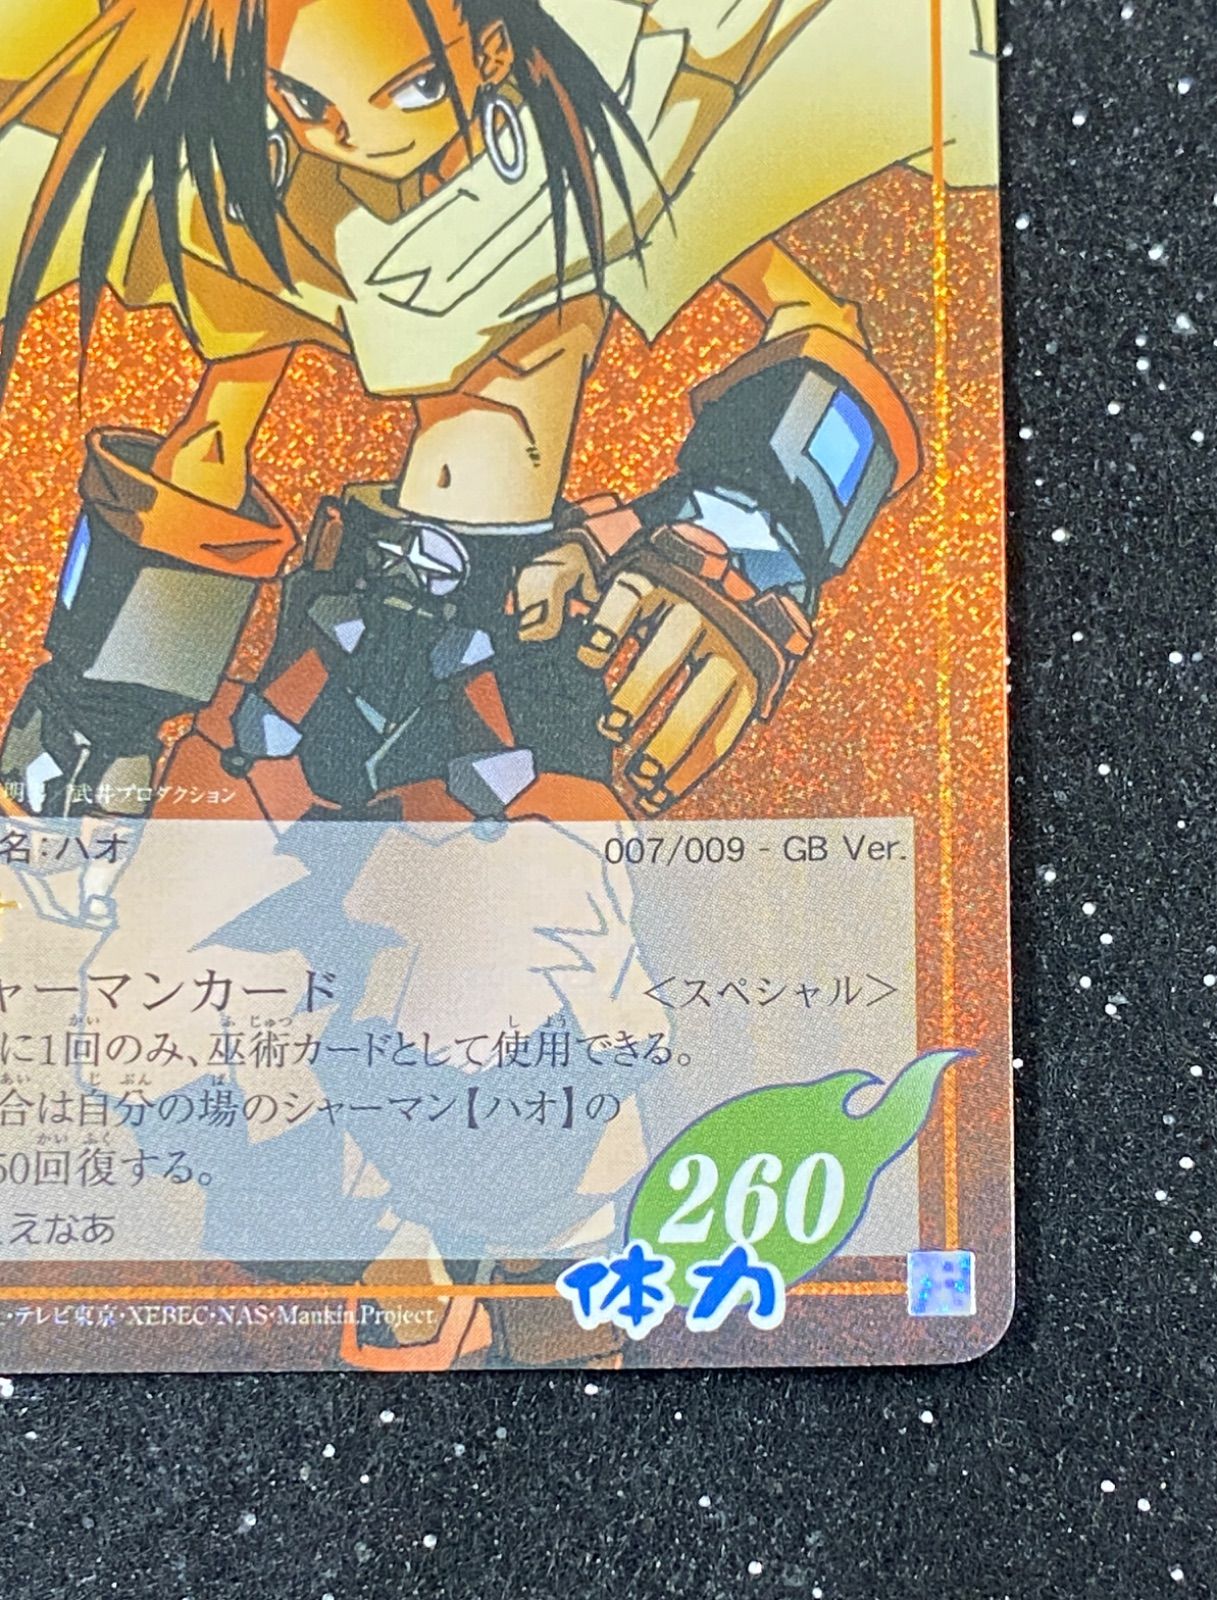 明 武井プロダクション
名:ハオ 007/009 - GB Ver.
ャーマンカード <スペシャル>
に1回のみ、巫術カードとして使用できる。
合は自分の場のシャーマン【ハオ】の
50回復する。
えなあ
260
体力
・テレビ東京・XEBEC・NAS・Mankin.Project.